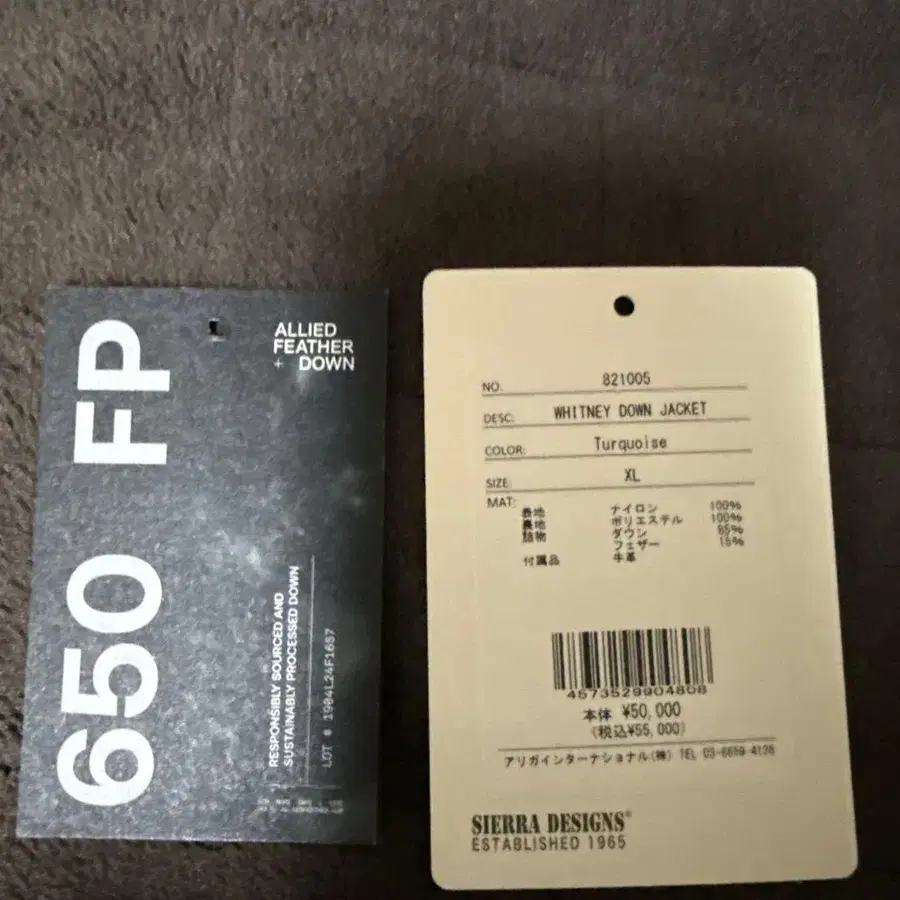 650 FP
ALLIED
FEATHER
+ DOWN
RESPONSIBLY SOURCED AND
SUSTAINABLY PROCESSED DOWN
LOT # 1904L24F1657
NO. 821005
DESC: WHITNEY DOWN JACKET
COLOR: Turquoise
SIZE: XL
MAT:
表地 ナイロン 100%
裏地 ポリエステル 100%
詰物 ダウン 85%
フェザー 15%
付属品 牛革
4573529904808
本体 ¥50,000
(税込¥55,000)
アリガインターナショナル(株) TEL 03-6659-4136
SIERRA DESIGNS®
ESTABLISHED 1965